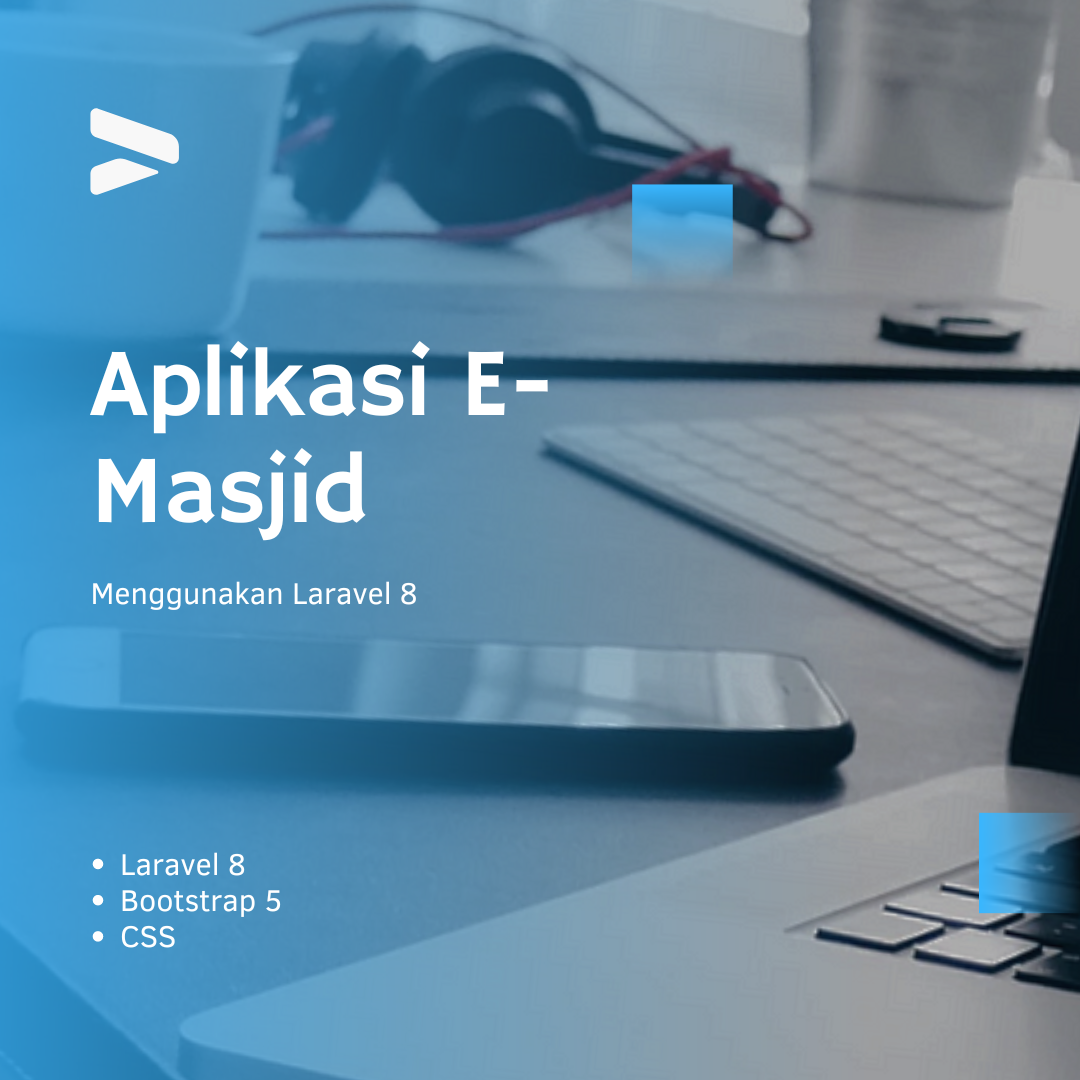 Aplikasi E-
Masjid
Menggunakan Laravel 8
• Laravel 8
• Bootstrap 5
• CSS